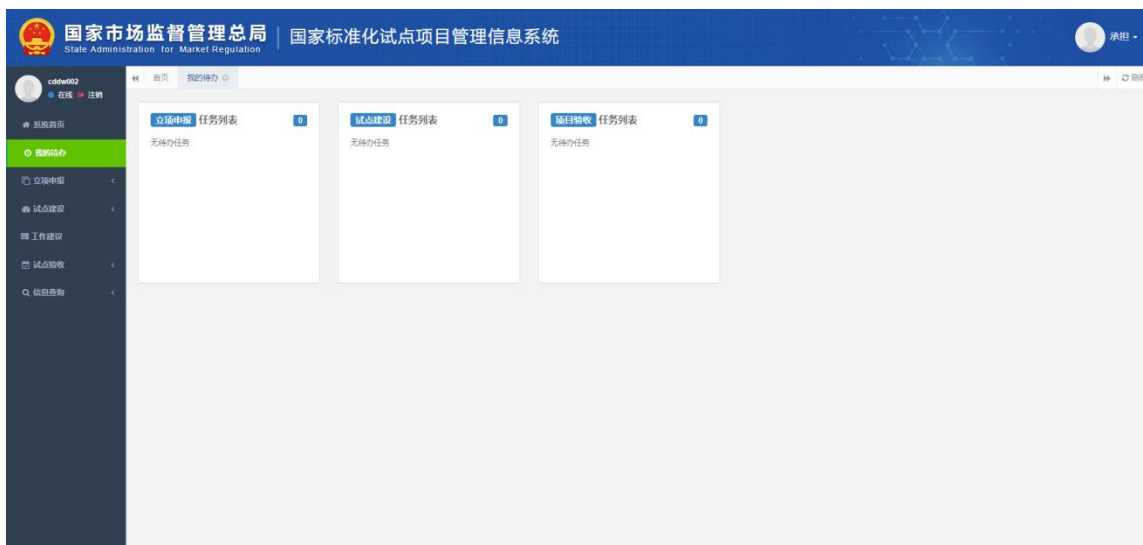 国家市场监督管理总局
State Administration for Market Regulation
国家标准化试点项目管理信息系统
承担
cddw002
在线 注销
首页 我的待办
系统首页
我的待办
立项申报
试点建设
工作建议
试点验收
信息查询
立项申报 任务列表 0
无待办任务
试点建设 任务列表 0
无待办任务
项目验收 任务列表 0
无待办任务